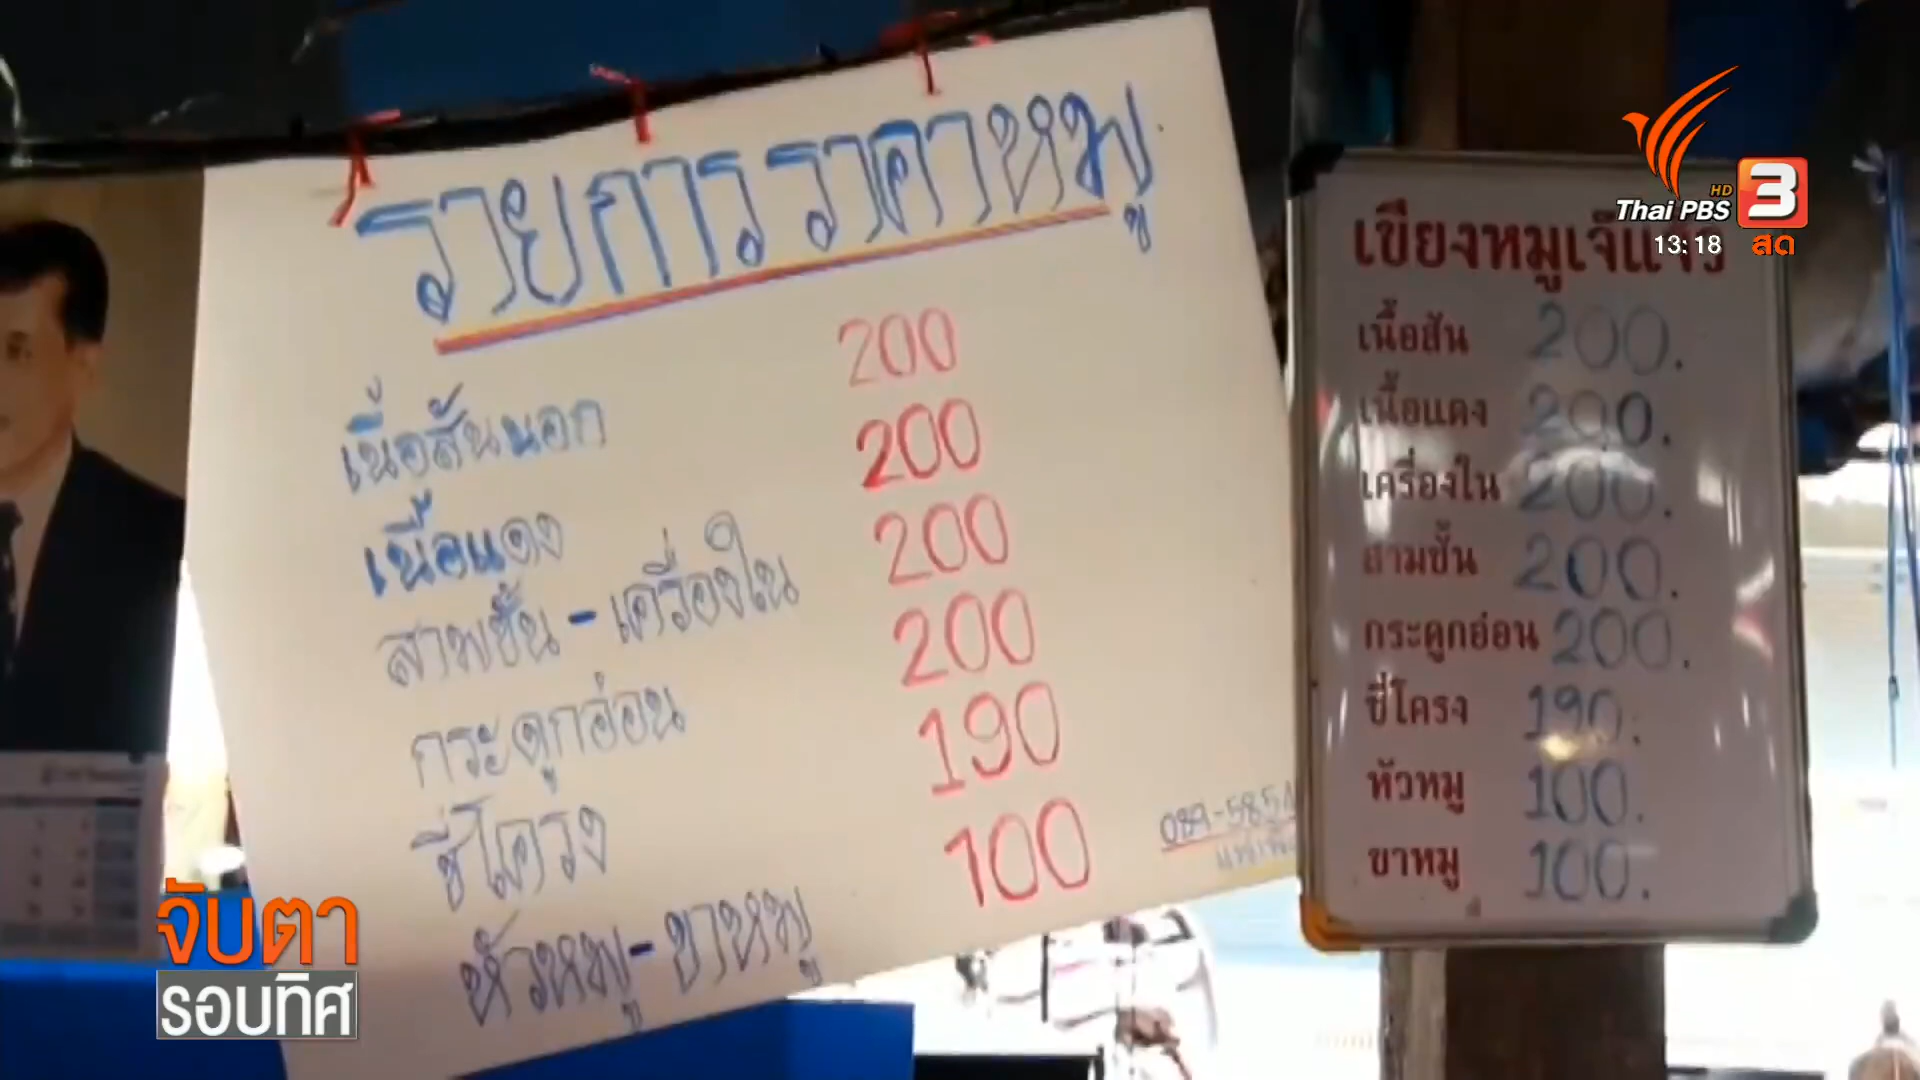 รายการราคาหมู
เนื้อสันนอก 200
เนื้อแดง 200
สามชั้น - เครื่องใน 200
กระดูกอ่อน 200
ซี่โครง 190
หัวหมู - ขาหมู 100
089-585
เขียงหมูเจ๊แจ๋ว
เนื้อสัน 200.
เนื้อแดง 200.
เครื่องใน 200.
สามชั้น 200.
กระดูกอ่อน 200.
ซี่โครง 190.
หัวหมู 100.
ขาหมู 100.
Thai PBS HD 3
13:18 สด
จับตา
รอบทิศ